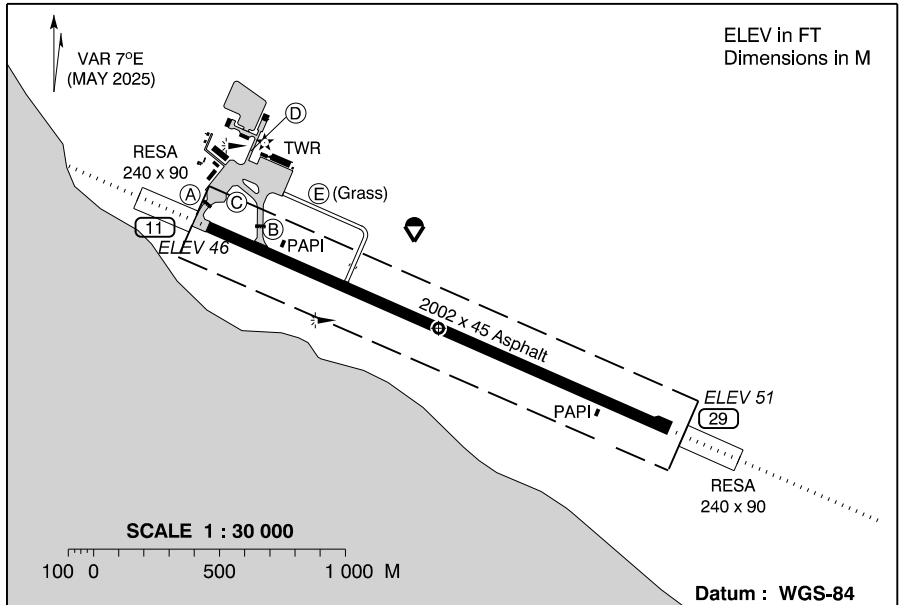 ELEV in FT
Dimensions in M
VAR 7°E
(MAY 2025)
D
TWR
RESA
240 x 90
A
C
E (Grass)
11
B
ELEV 46
PAPI
2002 x 45 Asphalt
ELEV 51
PAPI
29
RESA
240 x 90
SCALE 1 : 30 000
100 0 500 1 000 M
Datum : WGS-84